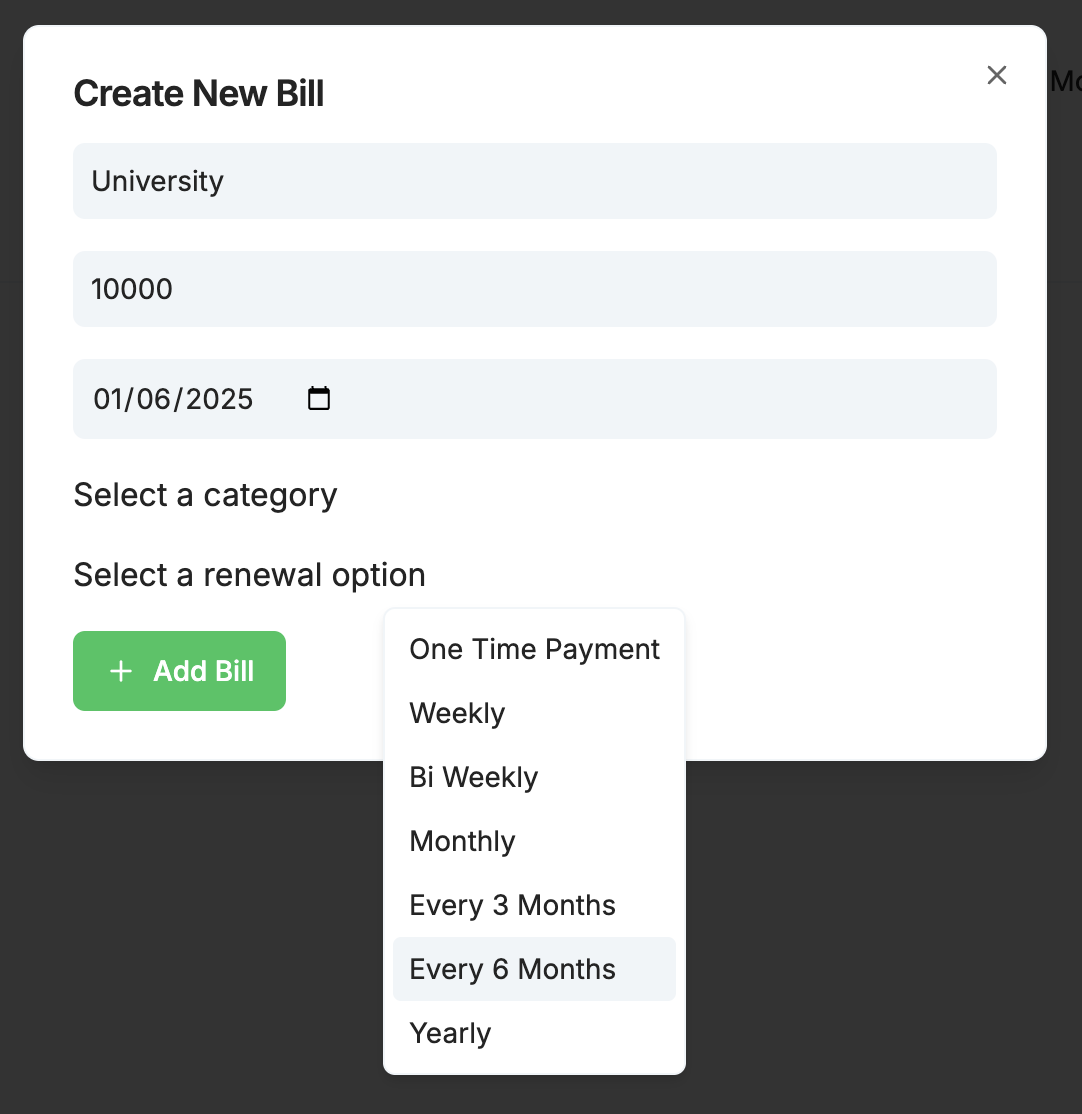 Create New Bill
University
10000
01/06/2025
Select a category
Select a renewal option
Add Bill
One Time Payment
Weekly
Bi Weekly
Monthly
Every 3 Months
Every 6 Months
Yearly